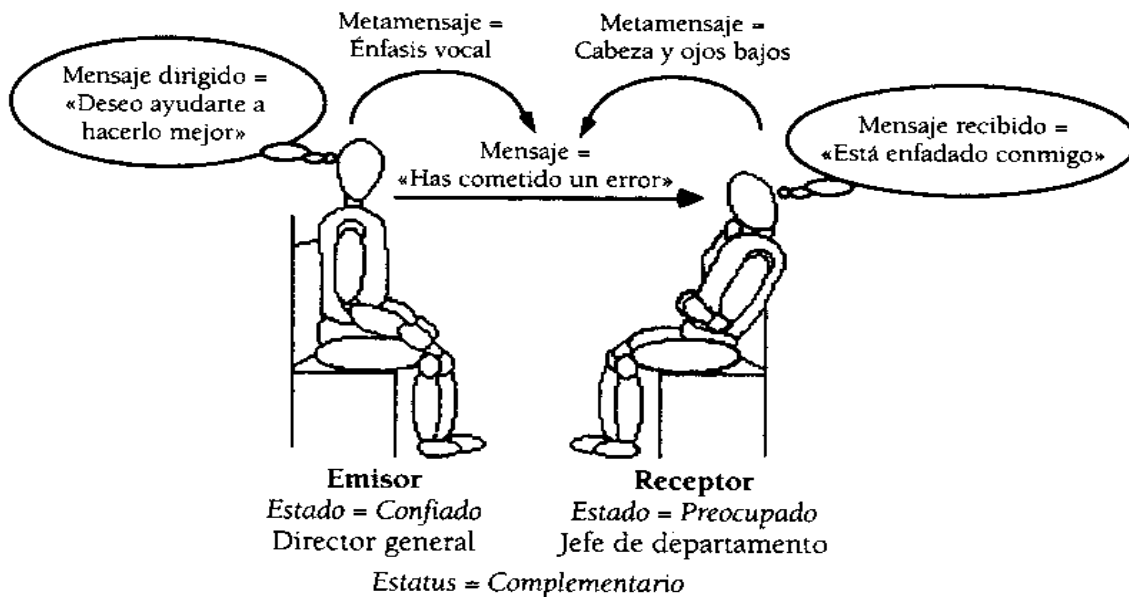 Metamensaje =
Énfasis vocal
Metamensaje =
Cabeza y ojos bajos
Mensaje dirigido =
«Deseo ayudarte a
hacerlo mejor»
Mensaje =
«Has cometido un error»
Mensaje recibido =
«Está enfadado conmigo»
Emisor
Estado = Confiado
Director general
Receptor
Estado = Preocupado
Jefe de departamento
Estatus = Complementario